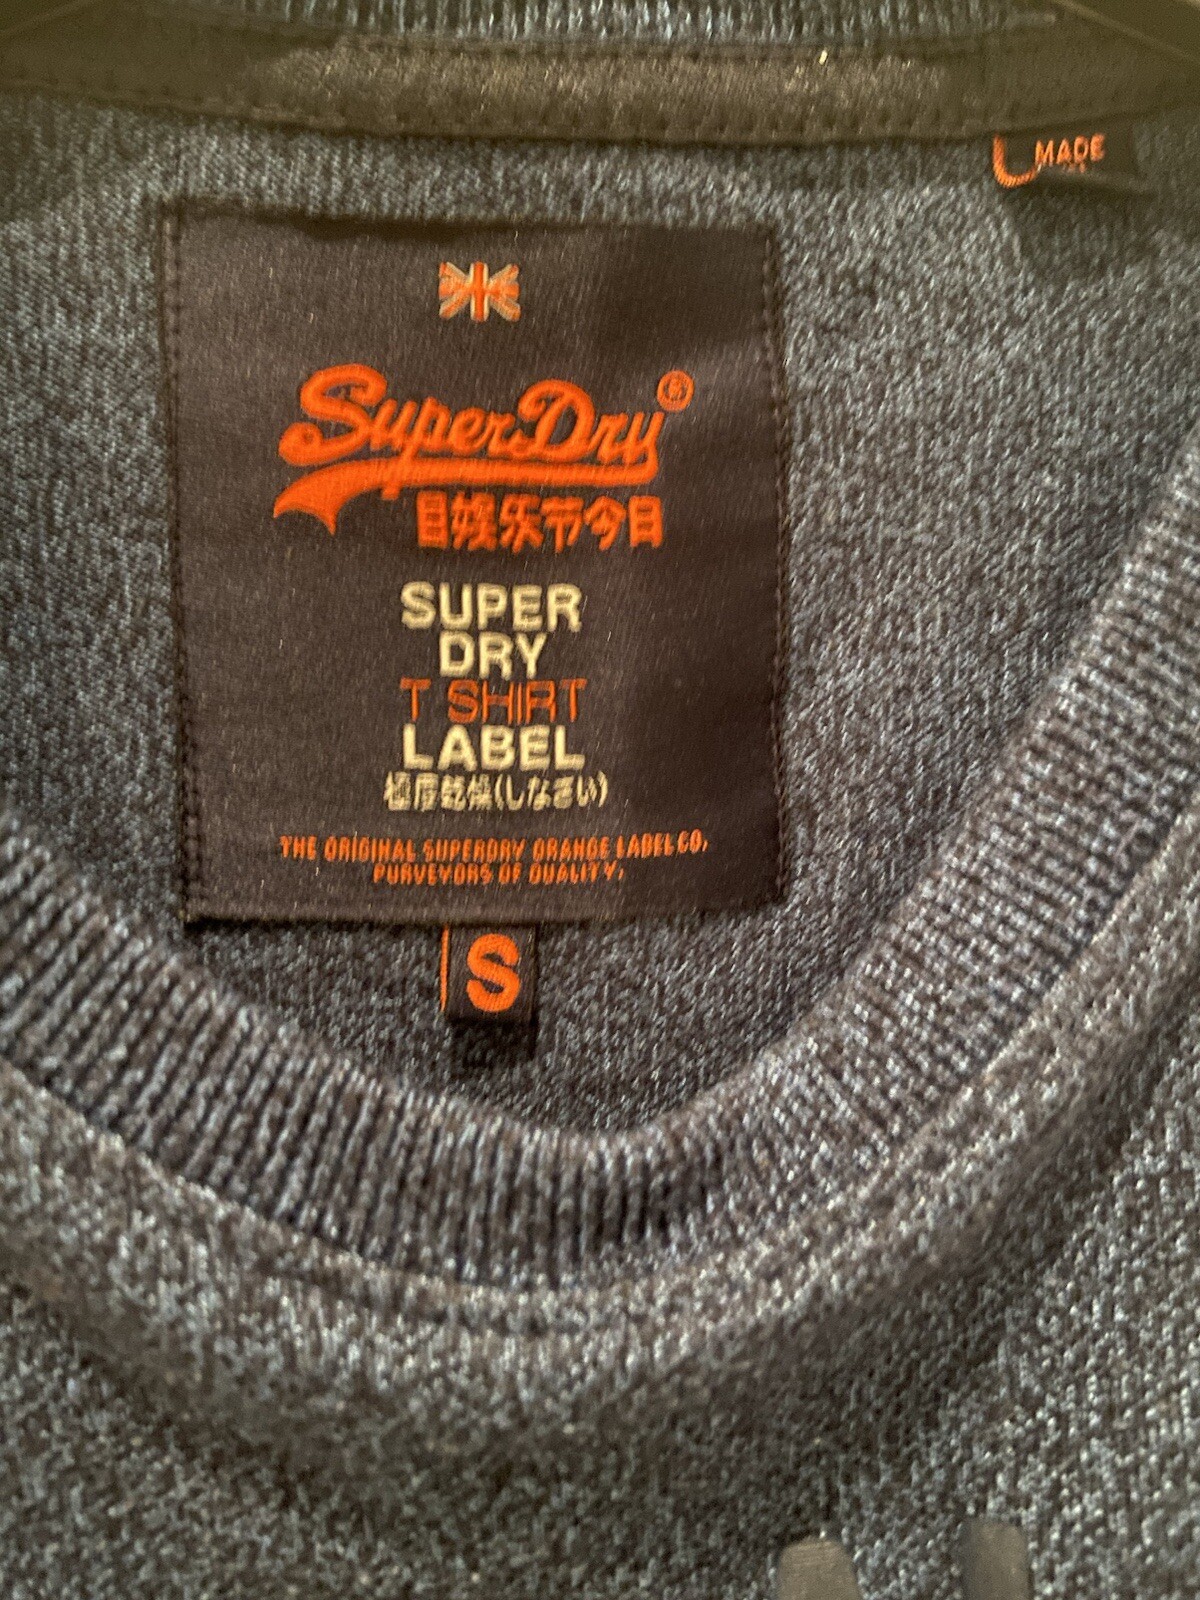 MADE
SuperDry®
目娱乐节今日
SUPER
DRY
T SHIRT
LABEL
極度乾燥(しなさい)
THE ORIGINAL SUPERDRY ORANGE LABEL CO.
PURVEYORS OF QUALITY.
S